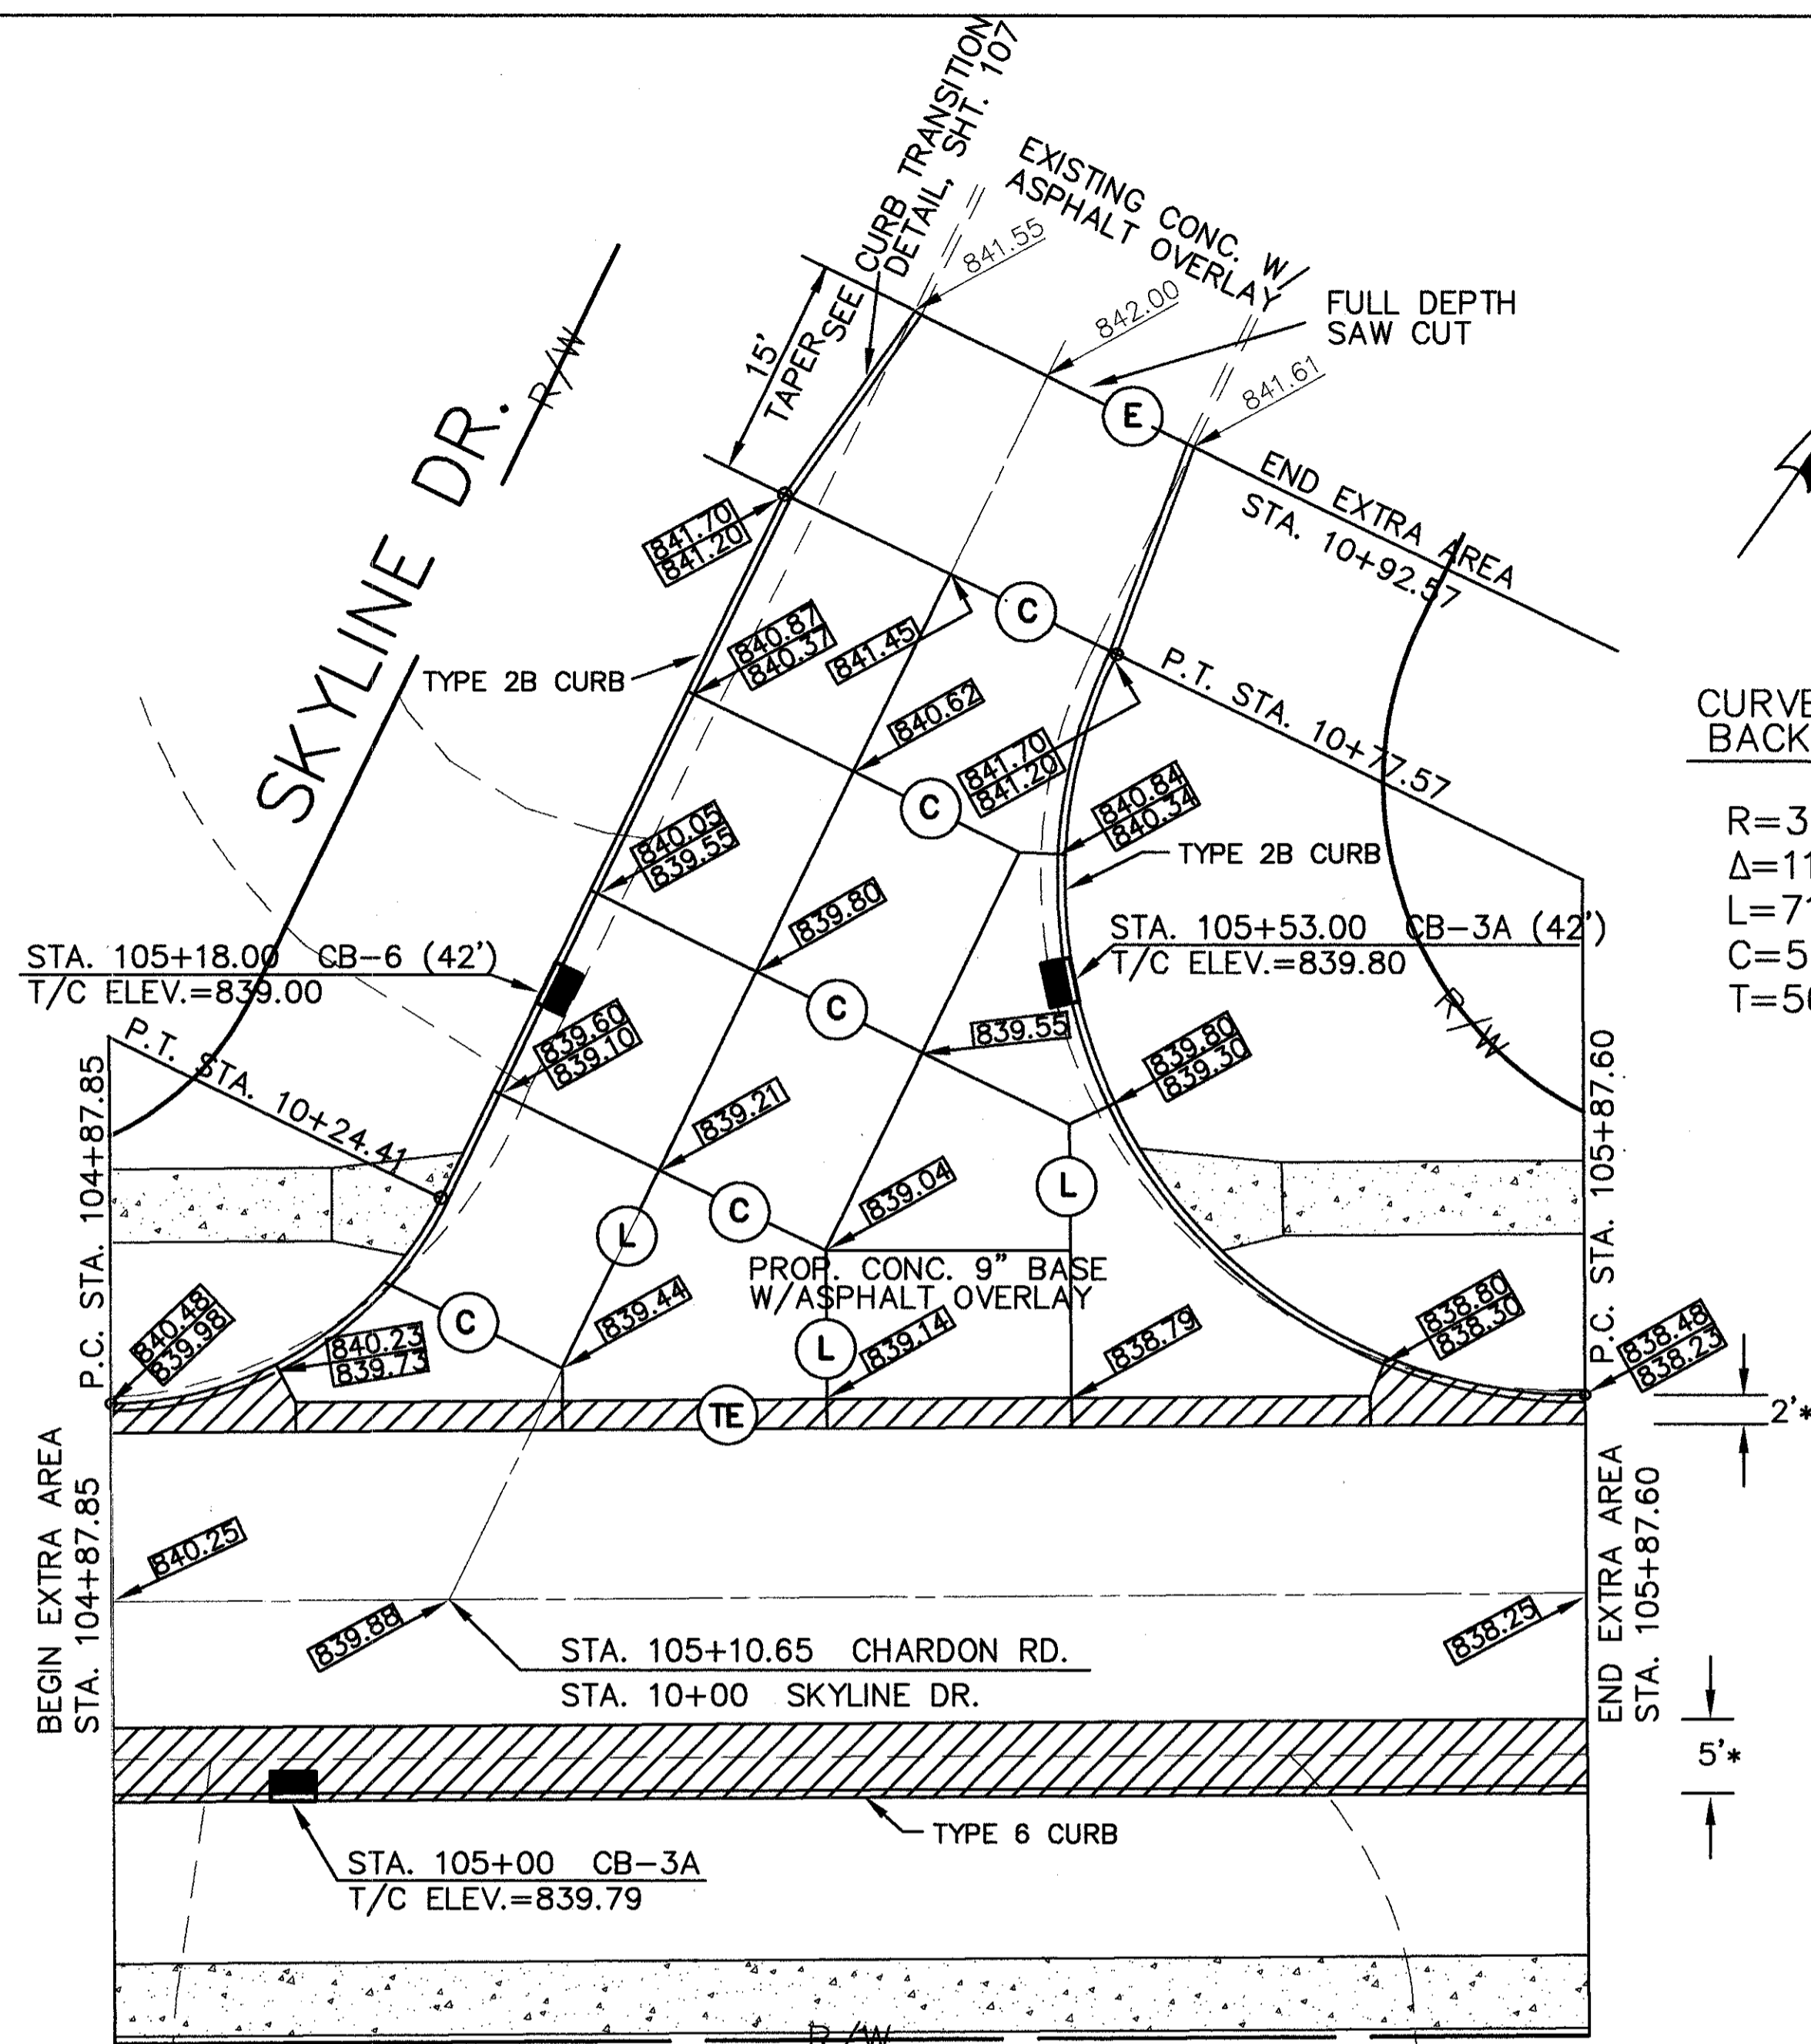 CURB TRANSITION
SEE DETAIL, SHT. 107
15'
TAPER
EXISTING CONC. W/
ASPHALT OVERLAY
841.55
842.00
841.61
FULL DEPTH
SAW CUT
E
END EXTRA AREA
STA. 10+92.57
SKYLINE DR.
R/W
841.70
841.20
TYPE 2B CURB
840.87
840.37
841.45
C
P.T. STA. 10+77.57
840.62
841.70
841.20
C
840.84
840.34
TYPE 2B CURB
CURVE
BACK
R=3
Δ=11
L=71
C=5
T=5
840.05
839.55
839.80
STA. 105+18.00 CB-6 (42')
T/C ELEV.=839.00
STA. 105+53.00 CB-3A (42')
T/C ELEV.=839.80
R/W
C
839.55
839.60
839.10
839.80
839.30
P.T. STA. 10+24.41
P.C. STA. 104+87.85
P.C. STA. 105+87.60
839.21
C
L
839.04
L
PROP. CONC. 9" BASE
W/ASPHALT OVERLAY
840.48
839.98
840.23
839.73
C
839.44
L
839.14
838.79
838.80
838.30
838.48
838.23
TE
2'*
BEGIN EXTRA AREA
STA. 104+87.85
END EXTRA AREA
STA. 105+87.60
840.25
839.88
838.25
STA. 105+10.65 CHARDON RD.
STA. 10+00 SKYLINE DR.
5'*
TYPE 6 CURB
STA. 105+00 CB-3A
T/C ELEV.=839.79
R/W